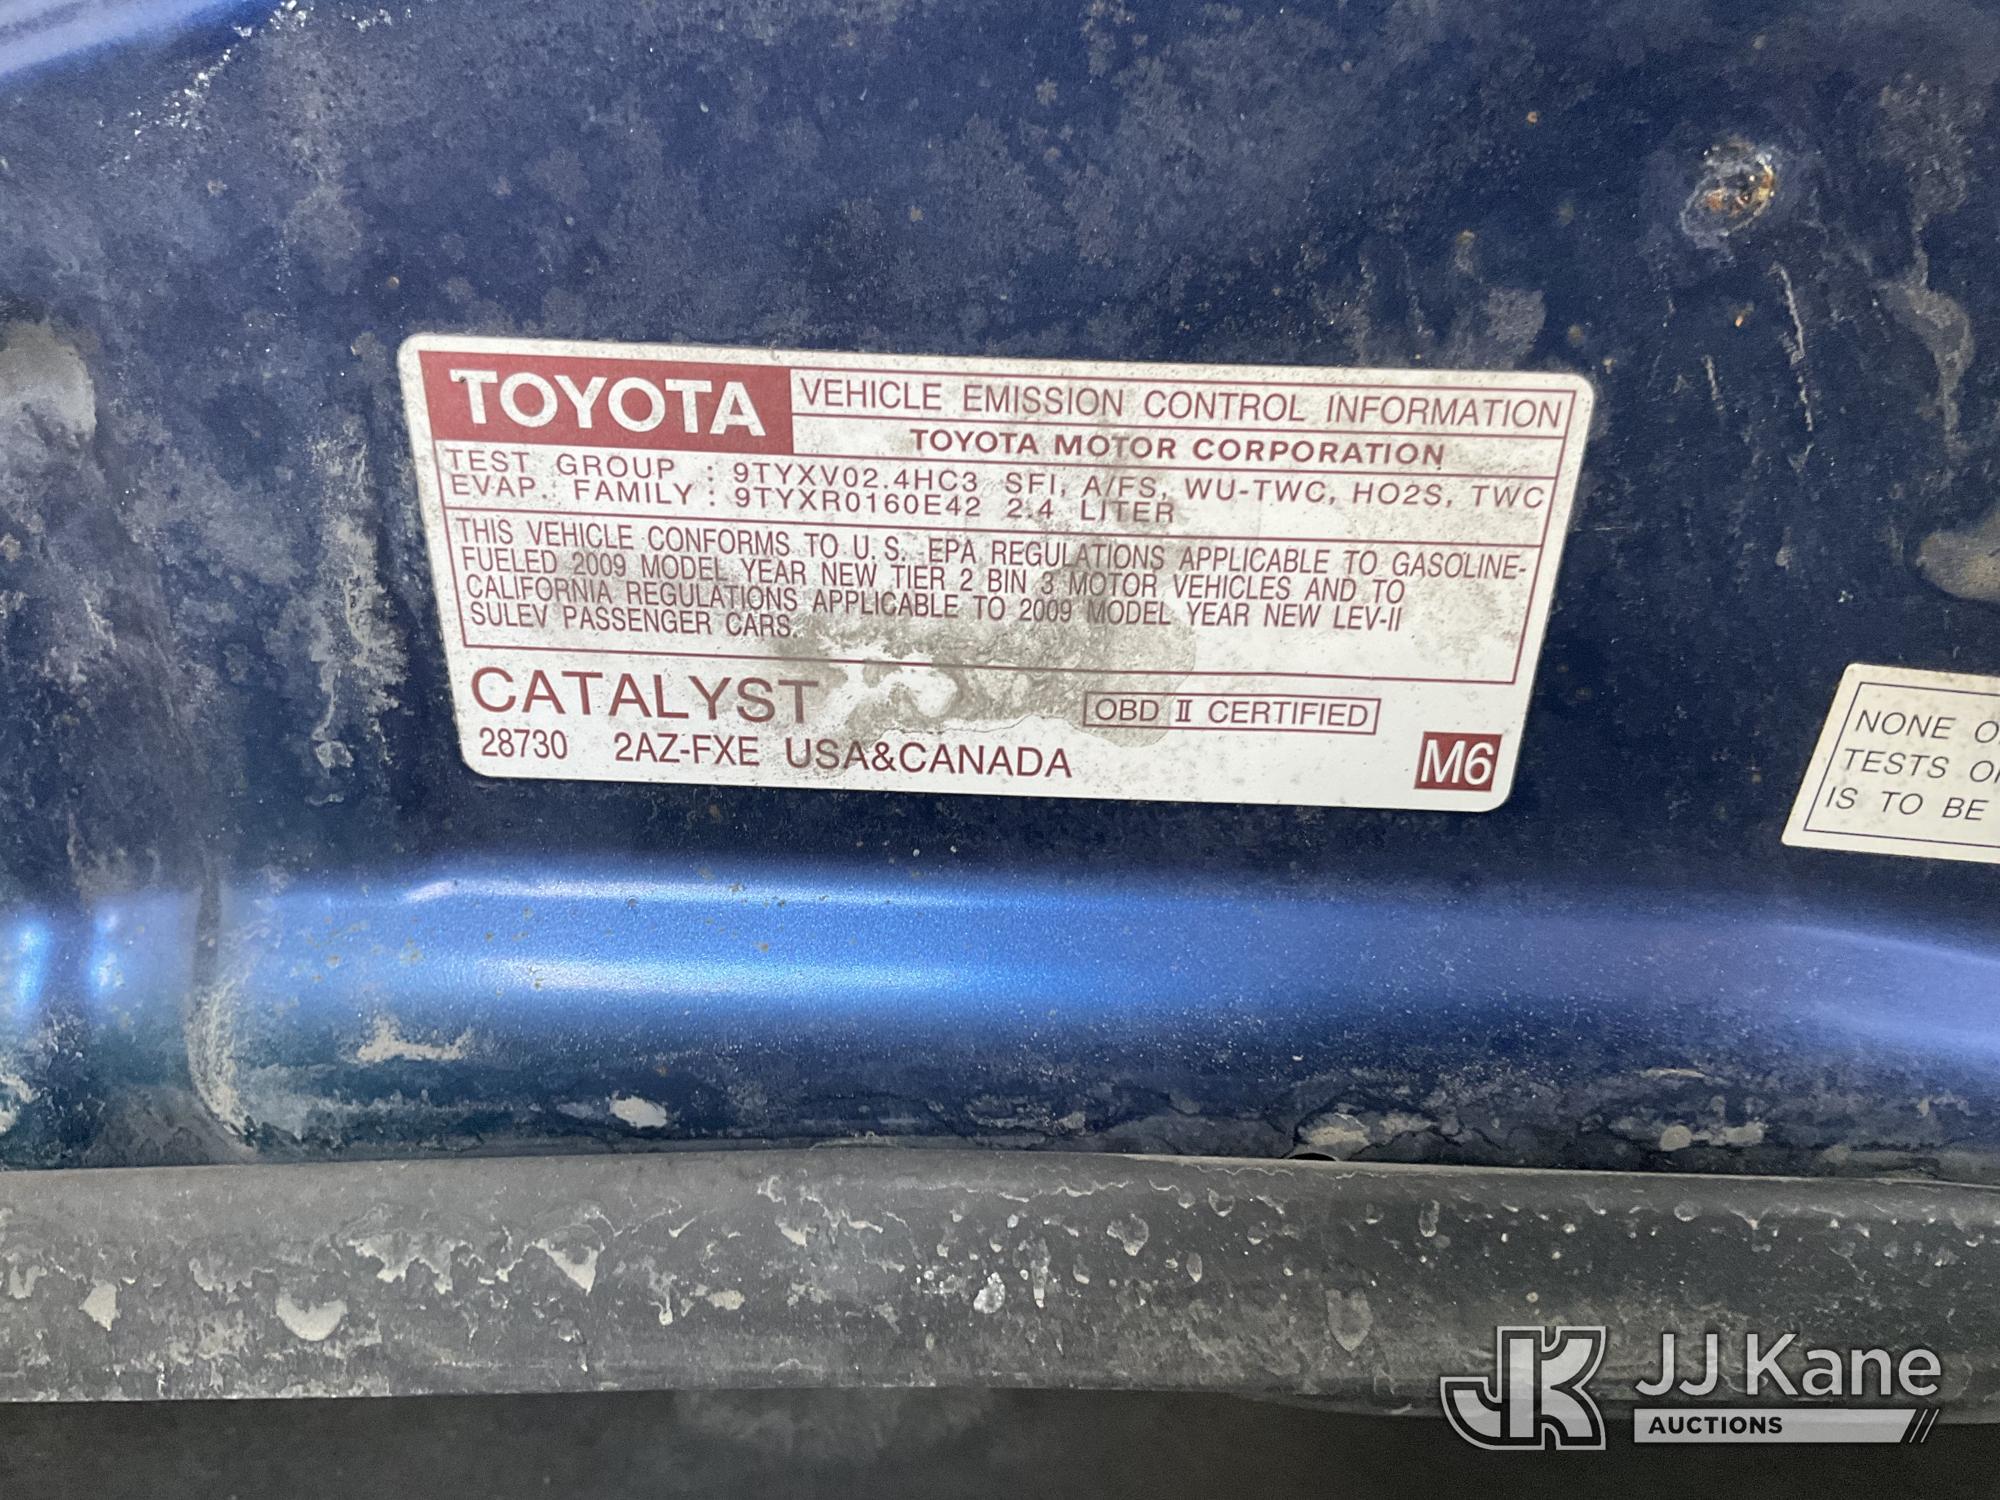 TOYOTA
VEHICLE EMISSION CONTROL INFORMATION
TOYOTA MOTOR CORPORATION
TEST GROUP : 9TYXV02.4HC3 SFI, A/FS, WU-TWC, HO2S, TWC
EVAP. FAMILY : 9TYXR0160E42 2.4 LITER
THIS VEHICLE CONFORMS TO U.S. EPA REGULATIONS APPLICABLE TO GASOLINE-
FUELED 2009 MODEL YEAR NEW TIER 2 BIN 3 MOTOR VEHICLES AND TO
CALIFORNIA REGULATIONS APPLICABLE TO 2009 MODEL YEAR NEW LEV-II
SULEV PASSENGER CARS.
CATALYST
OBD II CERTIFIED
28730 2AZ-FXE USA&CANADA
M6
NONE
TESTS
IS TO BE
JK
JJ Kane
AUCTIONS